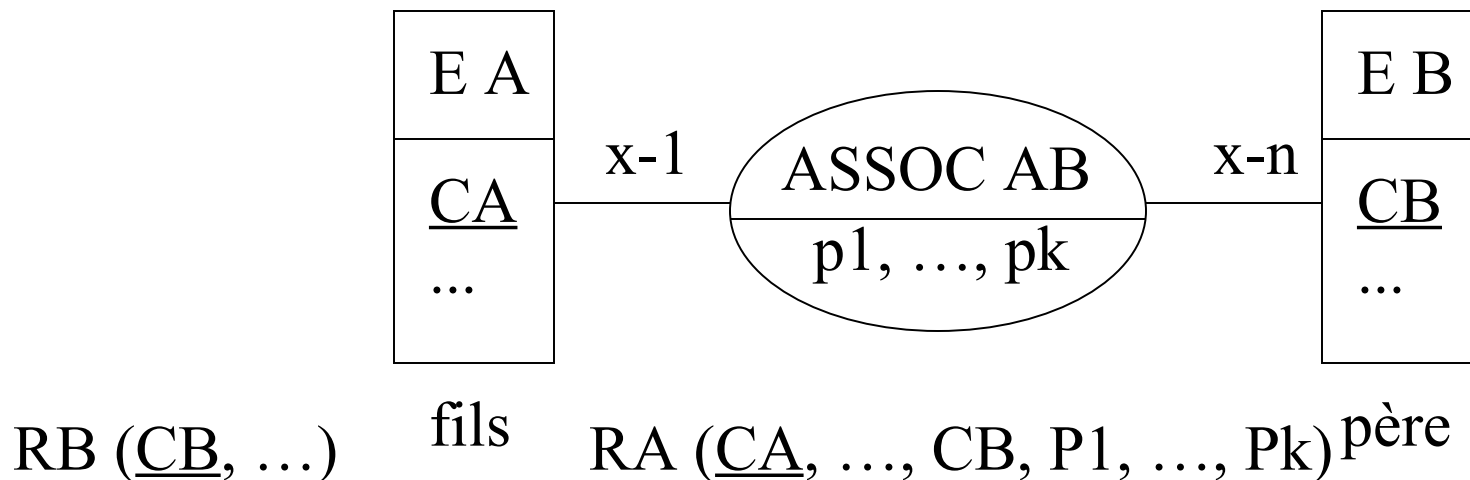 E A
E B
x-1
ASSOC AB
x-n
CA
CB
p1, …, pk
...
...
fils
père
RB (CB, …)
RA (CA, …, CB, P1, …, Pk)